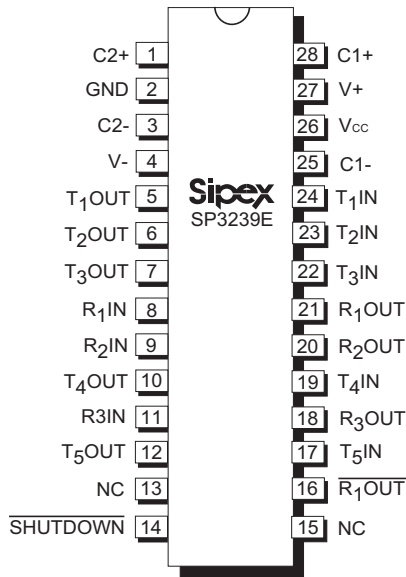 C2+ 1 28 C1+
GND 2 27 V+
C2- 3 26 Vcc
V- 4 25 C1-
T1OUT 5 Sipex 24 T1IN
T2OUT 6 SP3239E 23 T2IN
T3OUT 7 22 T3IN
R1IN 8 21 R1OUT
R2IN 9 20 R2OUT
T4OUT 10 19 T4IN
R3IN 11 18 R3OUT
T5OUT 12 17 T5IN
NC 13 16 R1OUT
SHUTDOWN 14 15 NC